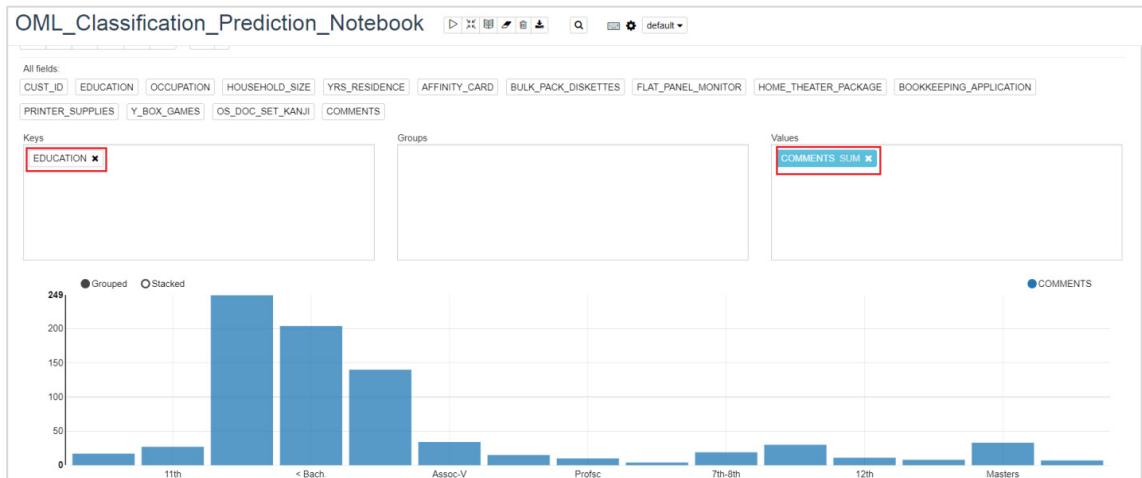 OML_Classification_Prediction_Notebook default
All fields:
CUST_ID EDUCATION OCCUPATION HOUSEHOLD_SIZE YRS_RESIDENCE AFFINITY_CARD BULK_PACK_DISKETTES FLAT_PANEL_MONITOR HOME_THEATER_PACKAGE BOOKKEEPING_APPLICATION
PRINTER_SUPPLIES Y_BOX_GAMES OS_DOC_SET_KANJI COMMENTS
Keys Groups Values
EDUCATION COMMENTS SUM
Grouped Stacked COMMENTS
249
200
150
100
50
0
11th < Bach. Assoc-V Profsc 7th-8th 12th Masters